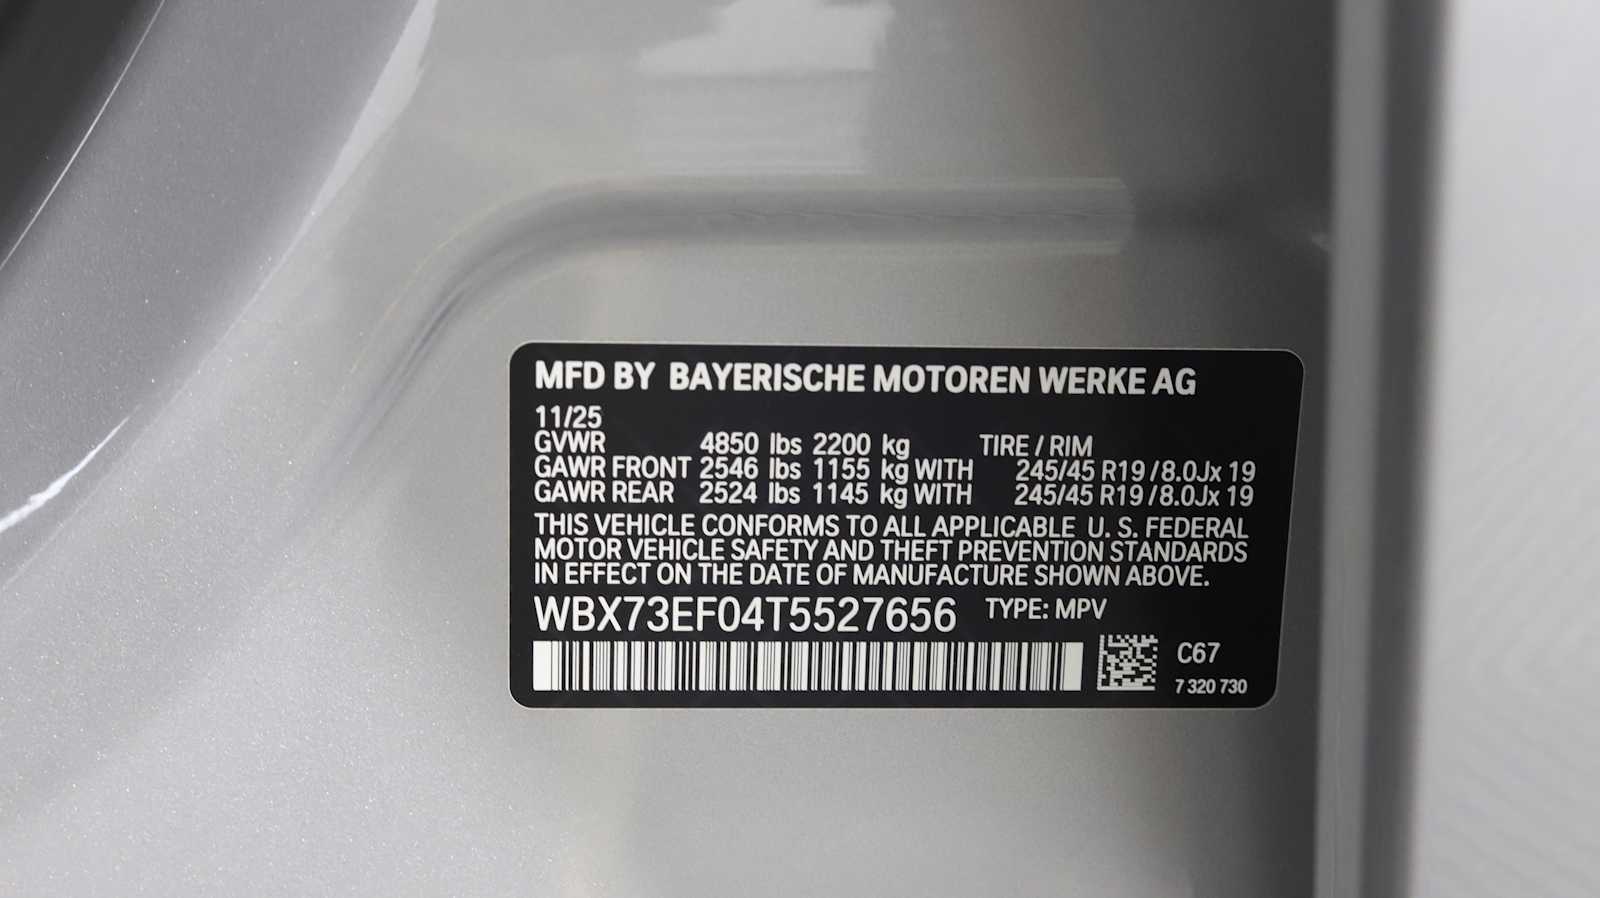 MFD BY BAYERISCHE MOTOREN WERKE AG
11/25
GVWR 4850 lbs 2200 kg TIRE / RIM
GAWR FRONT 2546 lbs 1155 kg WITH 245/45 R19 / 8.0Jx 19
GAWR REAR 2524 lbs 1145 kg WITH 245/45 R19 / 8.0Jx 19
THIS VEHICLE CONFORMS TO ALL APPLICABLE U. S. FEDERAL
MOTOR VEHICLE SAFETY AND THEFT PREVENTION STANDARDS
IN EFFECT ON THE DATE OF MANUFACTURE SHOWN ABOVE.
WBX73EF04T5527656 TYPE: MPV
C67
7 320 730